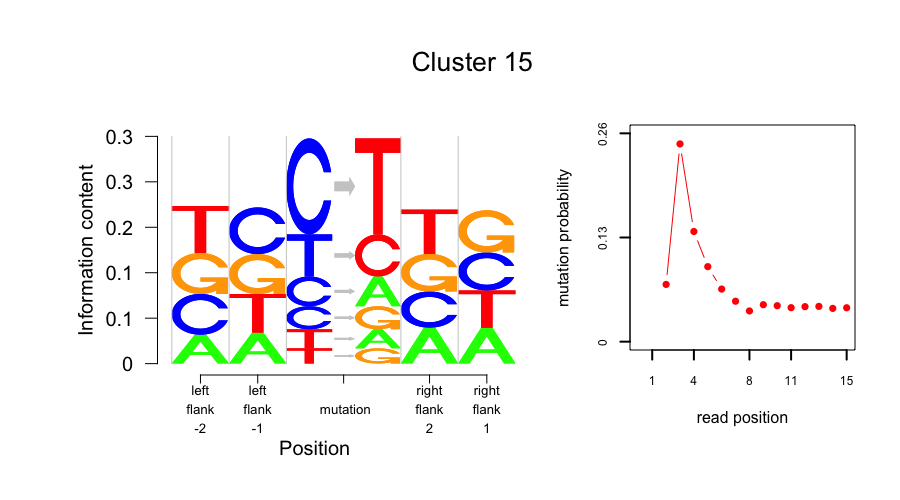 Cluster 15
Information content
0.3
0.3
0.2
0.1
0.1
0
T
G
C
A
C
G
T
A
C
T
C
C
T
T
T
C
A
G
A
G
T
G
C
A
G
C
T
A
left
flank
-2
left
flank
-1
mutation
right
flank
2
right
flank
1
Position
mutation probability
0.26
0.13
0
1
4
8
11
15
read position